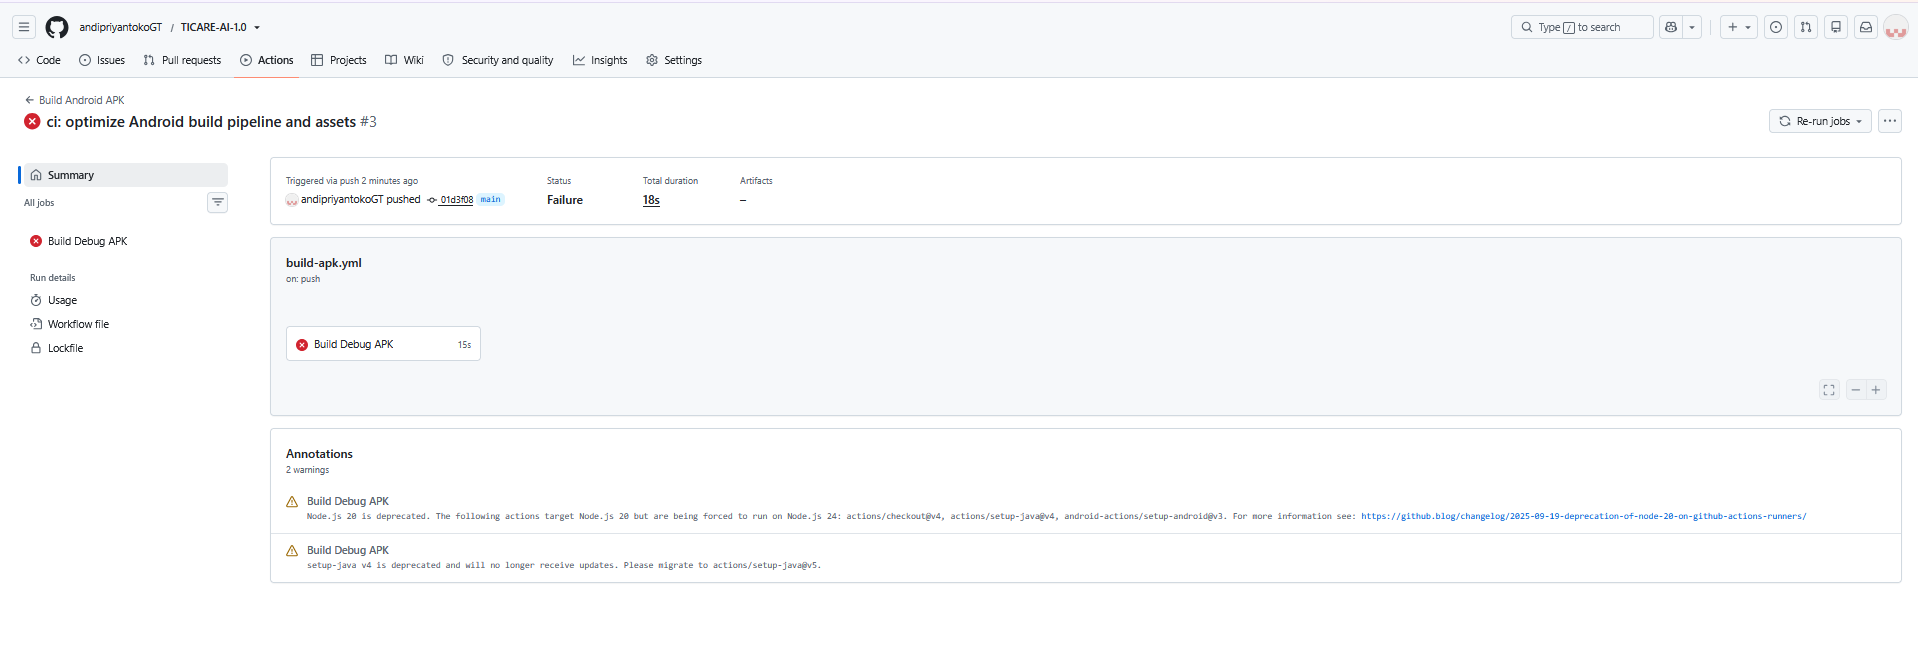 andipriyantokoGT / TICARE-AI-1.0
Type / to search
Code Issues Pull requests Actions Projects Wiki Security and quality Insights Settings
Build Android APK
ci: optimize Android build pipeline and assets #3
Re-run jobs
Summary
All jobs
Build Debug APK
Run details
Usage
Workflow file
Lockfile
Triggered via push 2 minutes ago
andipriyantokoGT pushed 01d3f08 main
Status
Failure
Total duration
18s
Artifacts
–
build-apk.yml
on: push
Build Debug APK 15s
Annotations
2 warnings
Build Debug APK
Node.js 20 is deprecated. The following actions target Node.js 20 but are being forced to run on Node.js 24: actions/checkout@v4, actions/setup-java@v4, android-actions/setup-android@v3. For more information see: https://github.blog/changelog/2025-09-19-deprecation-of-node-20-on-github-actions-runners/
Build Debug APK
setup-java v4 is deprecated and will no longer receive updates. Please migrate to actions/setup-java@v5.